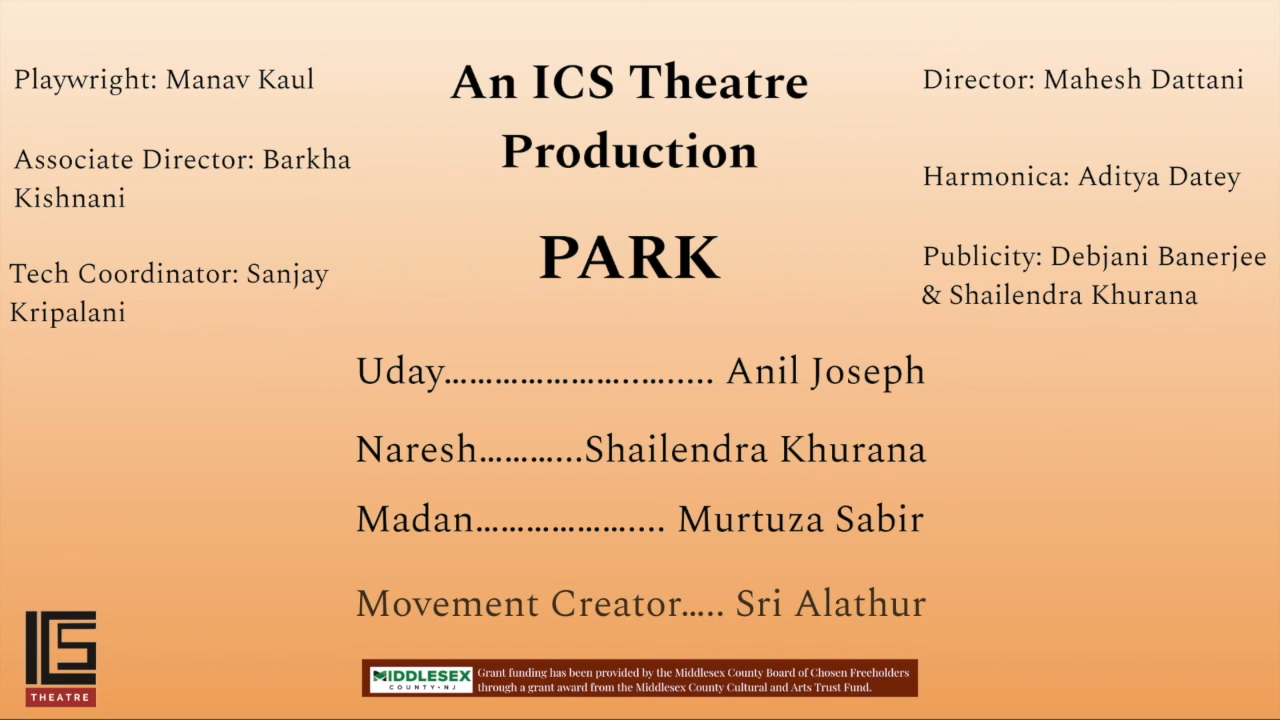 Playwright: Manav Kaul
Associate Director: Barkha
Kishnani
Tech Coordinator: Sanjay
Kripalani
An ICS Theatre
Production
PARK
Director: Mahesh Dattani
Harmonica: Aditya Datey
Publicity: Debjani Banerjee
& Shailendra Khurana
Uday…………………..…..... Anil Joseph
Naresh………...Shailendra Khurana
Madan……………….... Murtuza Sabir
Movement Creator….. Sri Alathur
ICS
THEATRE
MIDDLESEX
COUNTY•NJ
Grant funding has been provided by the Middlesex County Board of Chosen Freeholders
through a grant award from the Middlesex County Cultural and Arts Trust Fund.